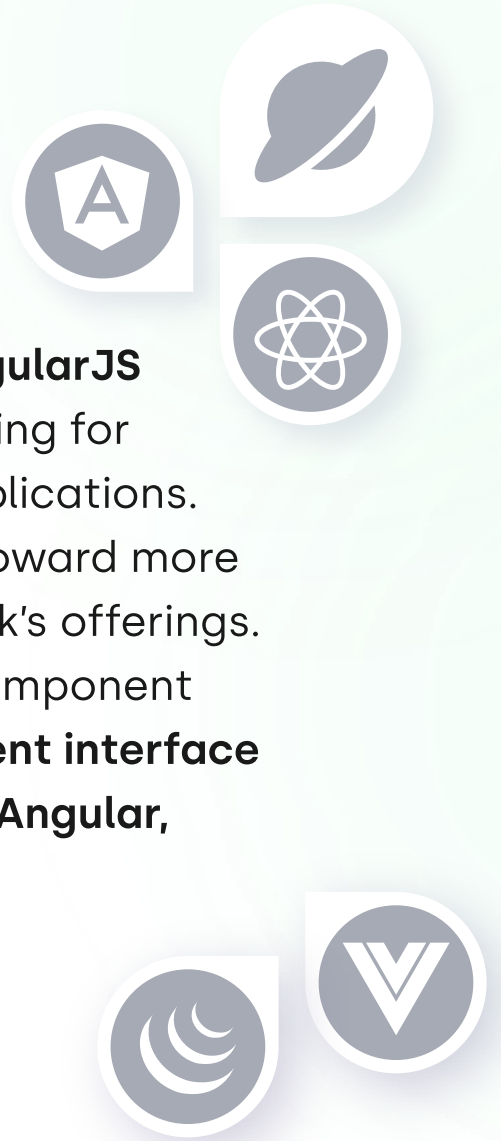 gularJS
ing for
plications.
oward more
k's offerings.
mponent
ent interface
Angular,